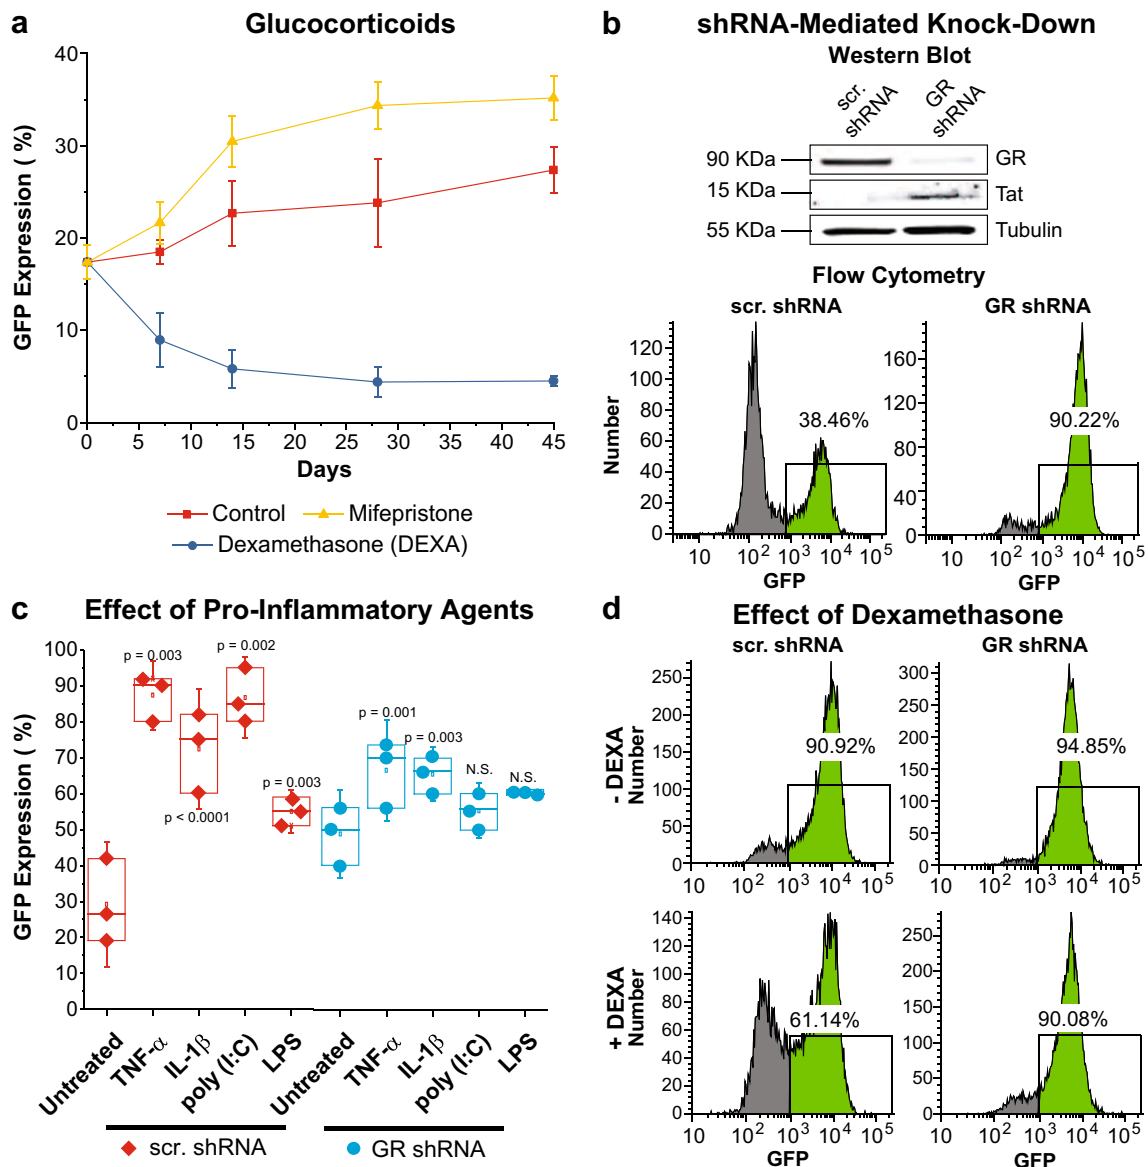 a
Glucocorticoids
GFP Expression ( %)
40
30
20
10
0
0 5 10 15 20 25 30 35 40 45
Days
Control
Mifepristone
Dexamethasone (DEXA)
b
shRNA-Mediated Knock-Down
Western Blot
scr. shRNA
GR shRNA
90 KDa
GR
15 KDa
Tat
55 KDa
Tubulin
Flow Cytometry
scr. shRNA
Number
120
100
80
60
40
20
0
38.46%
10 10² 10³ 10⁴ 10⁵
GFP
GR shRNA
160
120
80
40
0
90.22%
10 10² 10³ 10⁴ 10⁵
GFP
c
Effect of Pro-Inflammatory Agents
GFP Expression (%)
100
90
80
70
60
50
40
30
20
10
0
p = 0.003
p < 0.0001
p = 0.002
p = 0.003
p = 0.001
p = 0.003
N.S.
N.S.
Untreated
TNF-α
IL-1β
poly (I:C)
LPS
Untreated
TNF-α
IL-1β
poly (I:C)
LPS
scr. shRNA
GR shRNA
d
Effect of Dexamethasone
scr. shRNA
- DEXA
Number
250
200
150
100
50
0
90.92%
10 10² 10³ 10⁴ 10⁵
GR shRNA
300
250
200
150
100
50
0
94.85%
10 10² 10³ 10⁴ 10⁵
+ DEXA
Number
140
120
100
80
60
40
20
0
61.14%
10 10² 10³ 10⁴ 10⁵
GFP
250
200
150
100
50
0
90.08%
10 10² 10³ 10⁴ 10⁵
GFP